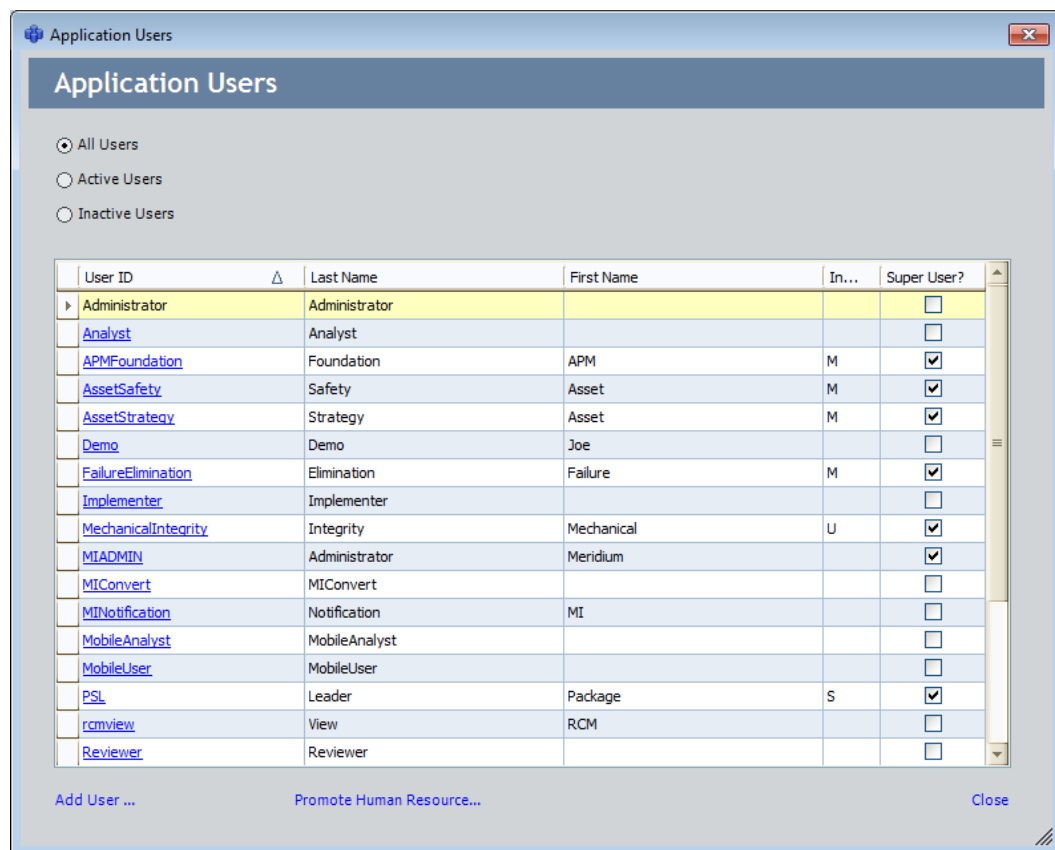 Application Users
Application Users
All Users
Active Users
Inactive Users
User ID Last Name First Name In... Super User?
Administrator Administrator
Analyst Analyst
APMFoundation Foundation APM M
AssetSafety Safety Asset M
AssetStrategy Strategy Asset M
Demo Demo Joe
FailureElimination Elimination Failure M
Implementer Implementer
MechanicalIntegrity Integrity Mechanical U
MIADMIN Administrator Meridium
MIConvert MIConvert
MINotification Notification MI
MobileAnalyst MobileAnalyst
MobileUser MobileUser
PSL Leader Package S
rcmview View RCM
Reviewer Reviewer
Add User ... Promote Human Resource... Close